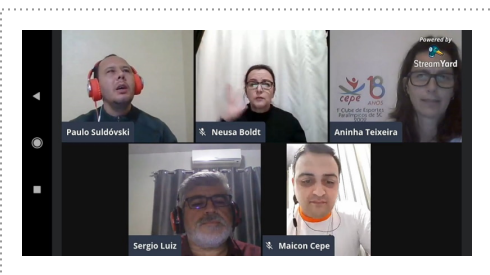 Powered by
StreamYard
cepe 18
ANOS
Paulo Suldóvski
Neusa Boldt
Aninha Teixeira
Sergio Luiz
Maicon Cepe